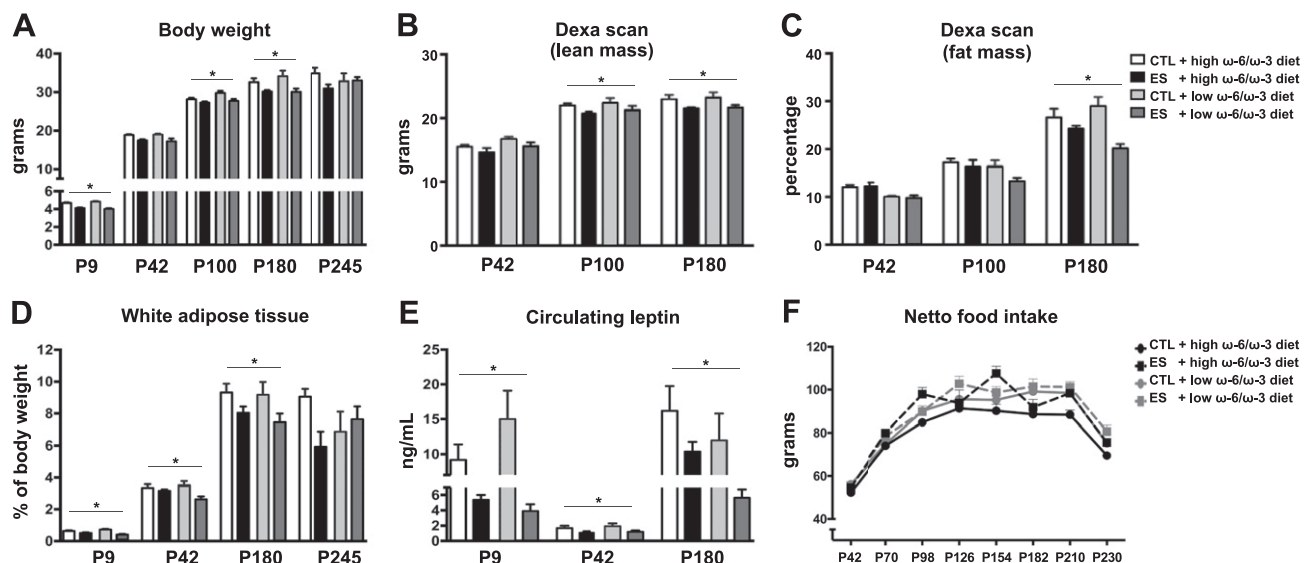 A
Body weight
grams
40
30
20
10
6
4
2
0
*
*
*
P9 P42 P100 P180 P245
B
Dexa scan
(lean mass)
grams
30
20
10
0
*
*
P42 P100 P180
C
Dexa scan
(fat mass)
percentage
40
30
20
10
0
*
P42 P100 P180
CTL + high ω-6/ω-3 diet
ES + high ω-6/ω-3 diet
CTL + low ω-6/ω-3 diet
ES + low ω-6/ω-3 diet
D
White adipose tissue
% of body weight
12
10
8
6
4
2
0
*
*
*
P9 P42 P180 P245
E
Circulating leptin
ng/mL
25
20
15
10
6
4
2
0
*
*
*
P9 P42 P180
F
Netto food intake
grams
120
100
80
60
40
P42 P70 P98 P126 P154 P182 P210 P230
CTL + high ω-6/ω-3 diet
ES + high ω-6/ω-3 diet
CTL + low ω-6/ω-3 diet
ES + low ω-6/ω-3 diet